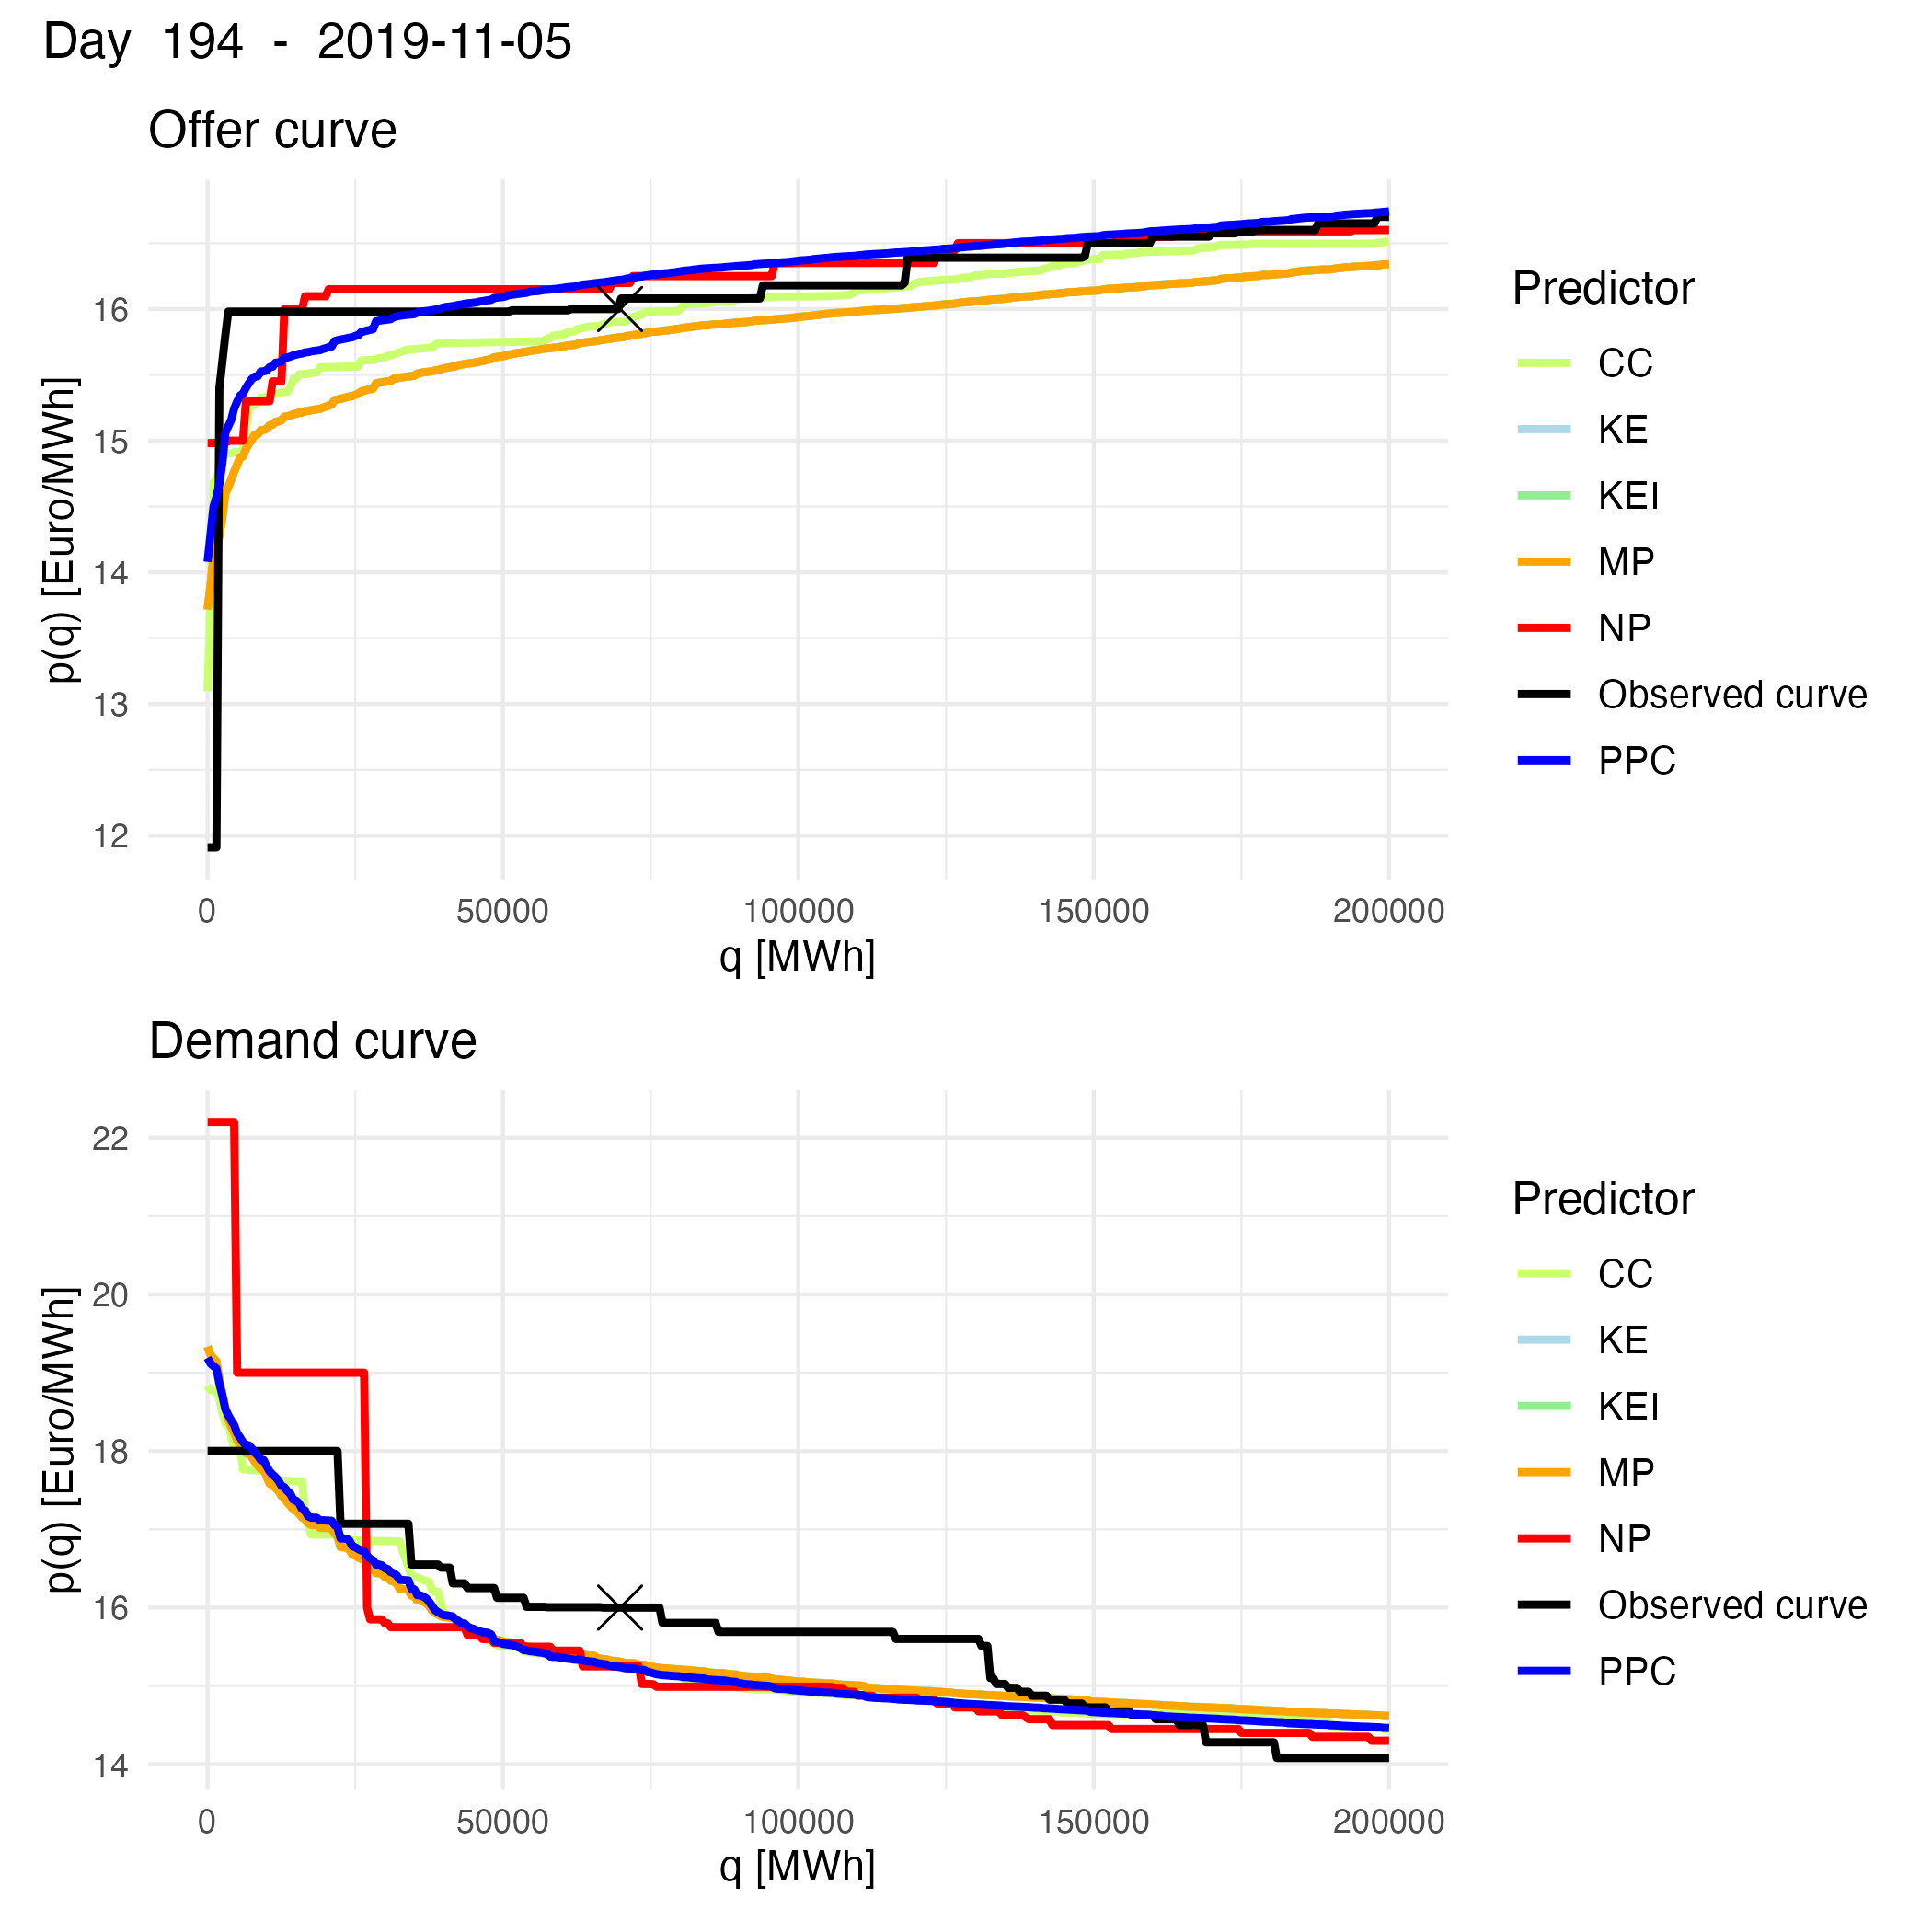 Day 194 - 2019-11-05
Offer curve
p(q) [Euro/MWh]
16
15
14
13
12
0 50000 100000 150000 200000
q [MWh]
Predictor
CC
KE
KEI
MP
NP
Observed curve
PPC
Demand curve
p(q) [Euro/MWh]
22
20
18
16
14
0 50000 100000 150000 200000
q [MWh]
Predictor
CC
KE
KEI
MP
NP
Observed curve
PPC